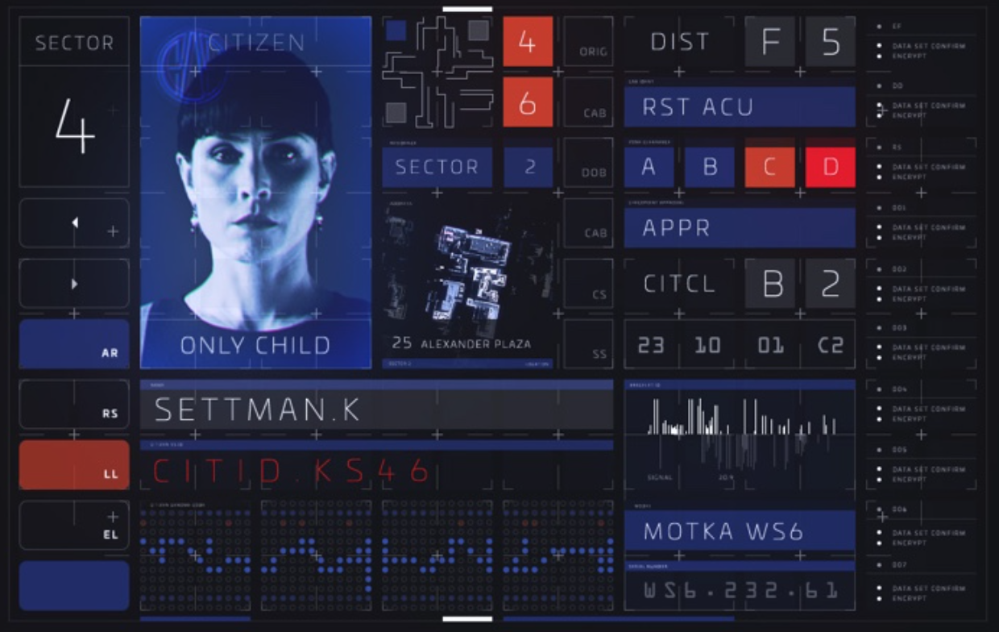 SECTOR
4
AR
RS
LL
EL
CITIZEN
ONLY CHILD
4
6
ORIG
CAB
SECTOR
2
DOB
CAB
CS
SS
25 ALEXANDER PLAZA
SETTMAN.K
CITID.KS46
DIST F 5
RST ACU
A B C D
APPR
CITCL B 2
23 10 01 C2
SIGNAL 20.9
MOTKA WS6
SERIAL NUMBER
WS6.232.61
EF
DATA SET CONFIRM
ENCRYPT
DD
DATA SET CONFIRM
ENCRYPT
RS
DATA SET CONFIRM
ENCRYPT
001
DATA SET CONFIRM
ENCRYPT
002
DATA SET CONFIRM
ENCRYPT
003
DATA SET CONFIRM
ENCRYPT
004
DATA SET CONFIRM
ENCRYPT
005
DATA SET CONFIRM
ENCRYPT
006
DATA SET CONFIRM
ENCRYPT
007
DATA SET CONFIRM
ENCRYPT